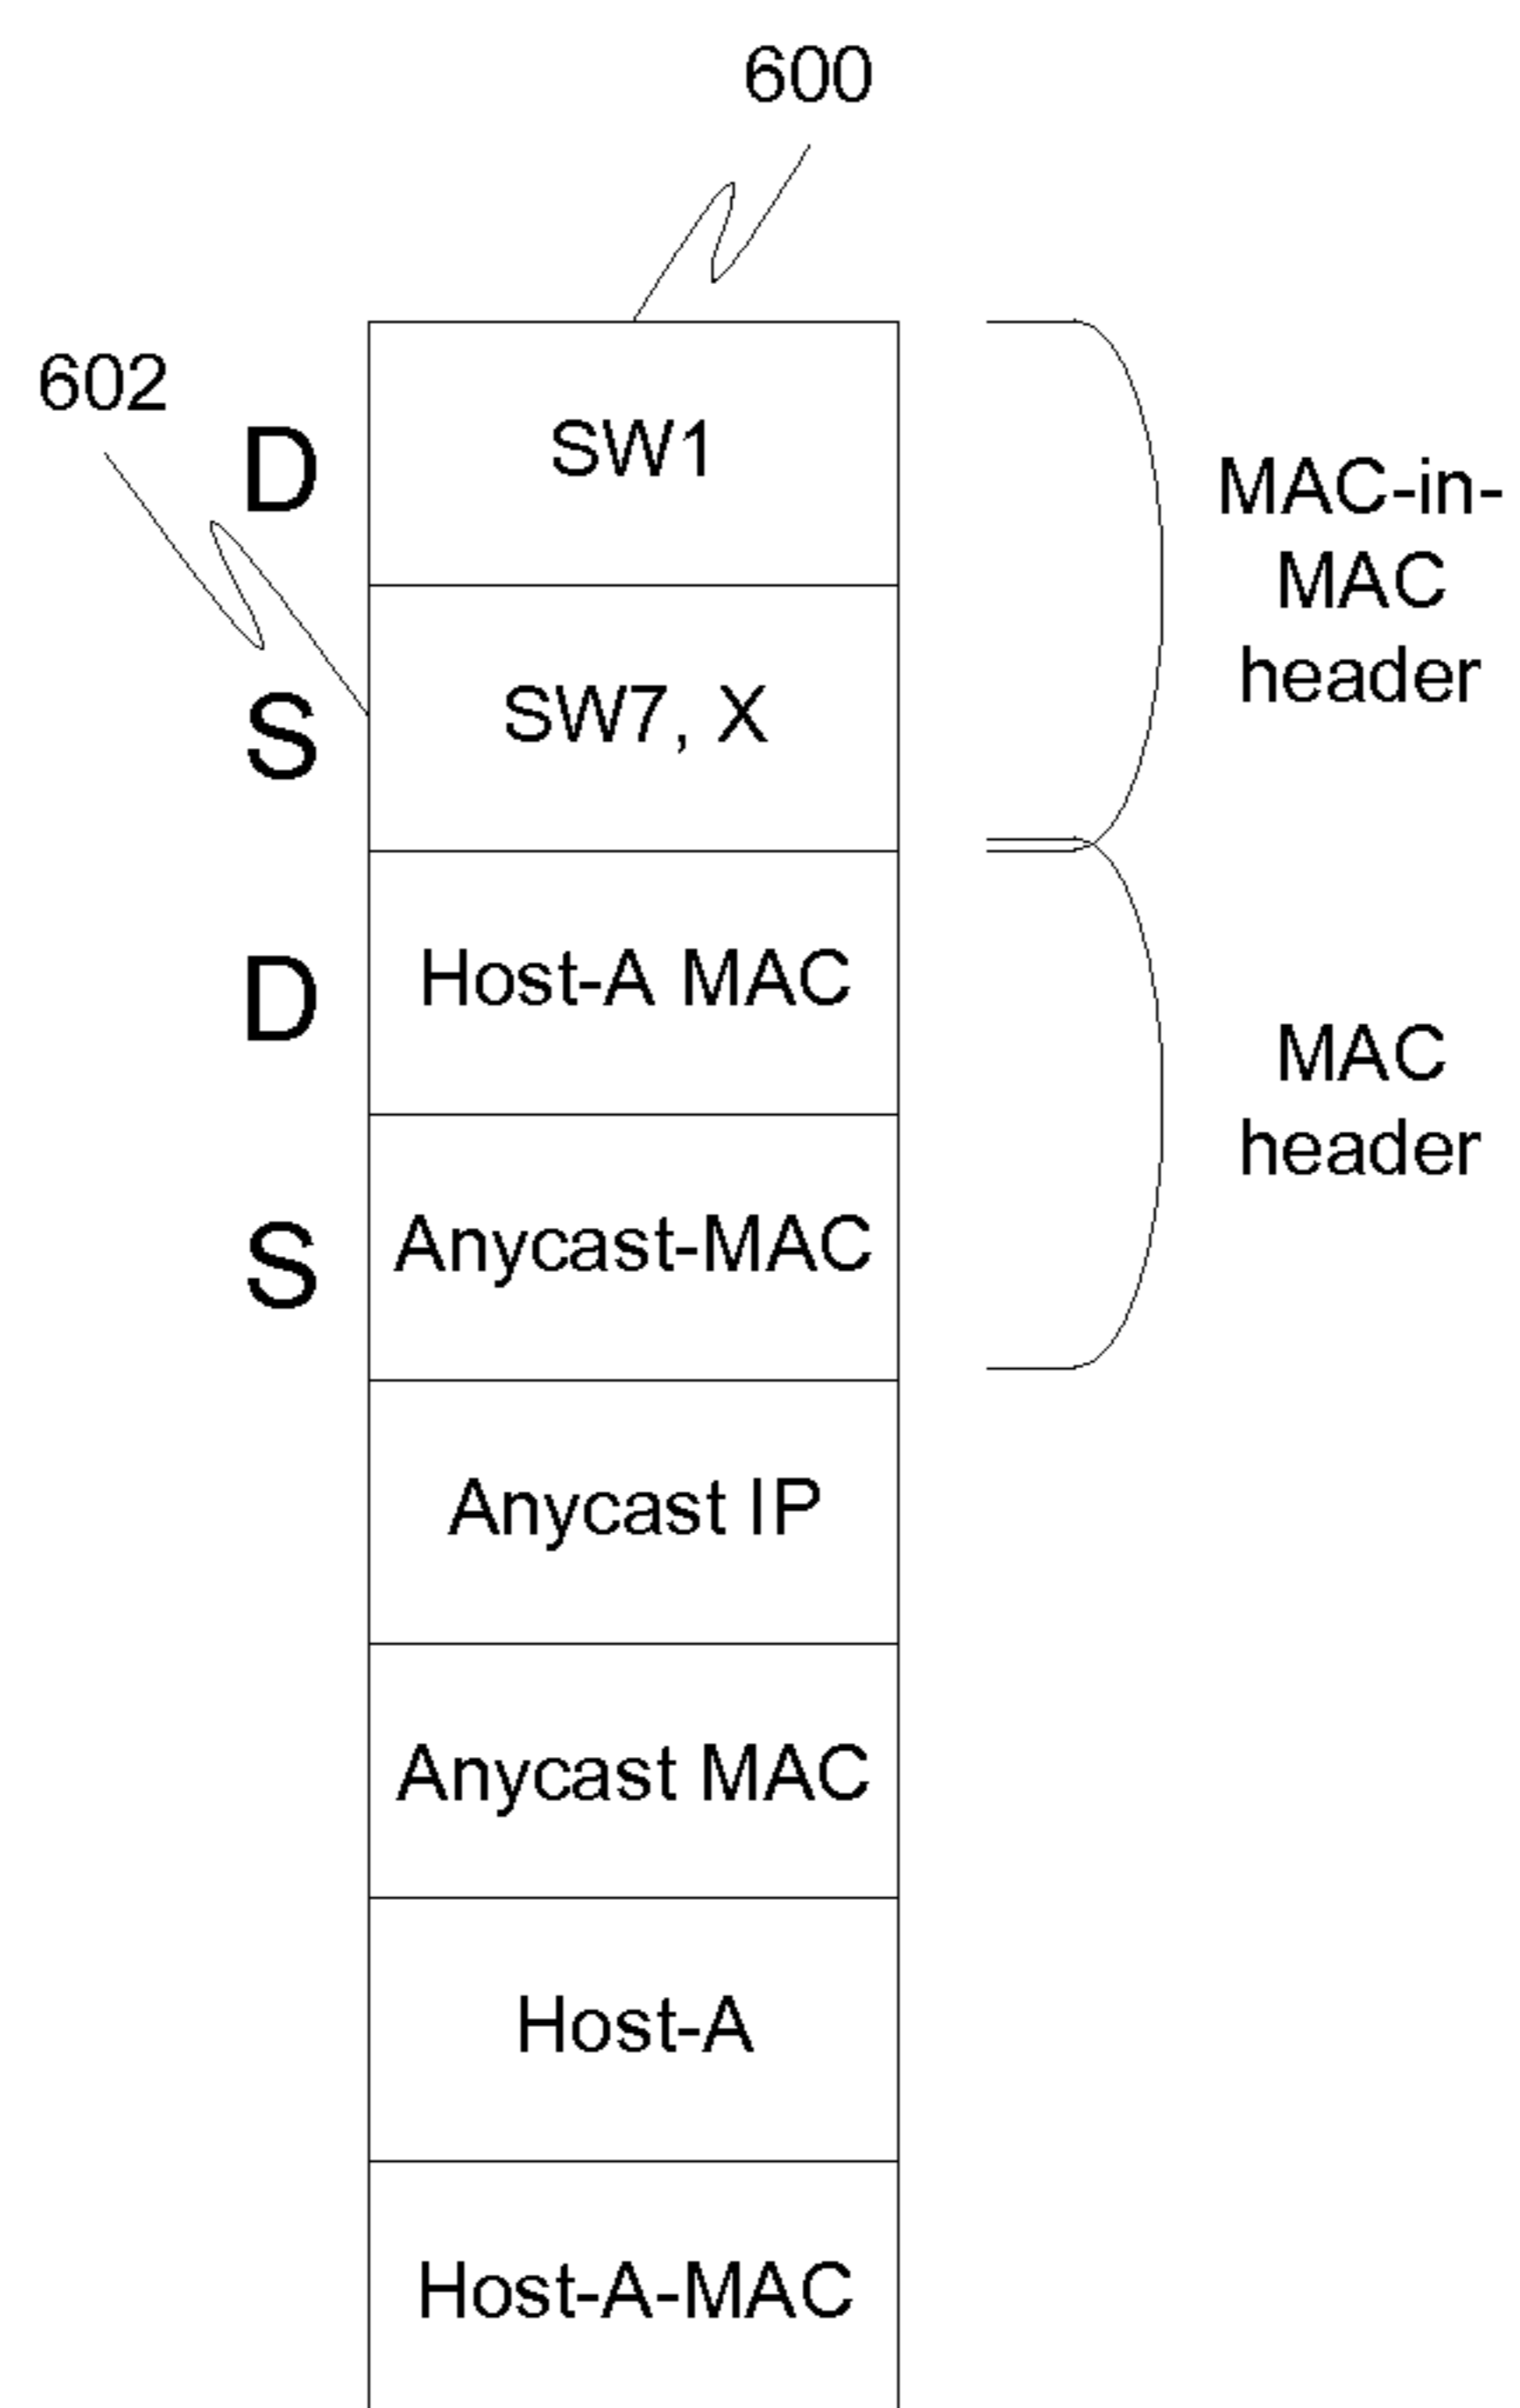 600
602
D
SW1
MAC-in-
MAC
header
S
SW7, X
D
Host-A MAC
MAC
header
S
Anycast-MAC
Anycast IP
Anycast MAC
Host-A
Host-A-MAC